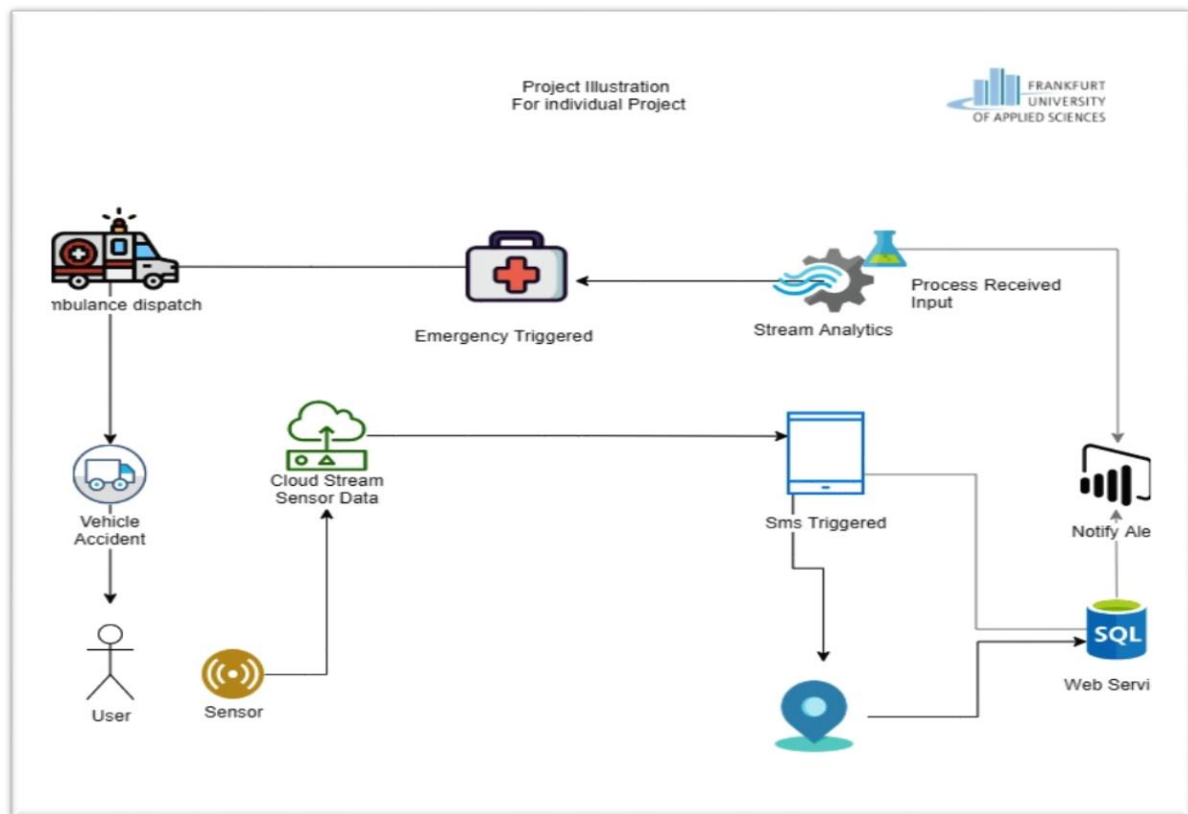 Project Illustration
For individual Project
FRANKFURT
UNIVERSITY
OF APPLIED SCIENCES
mbulance dispatch
Emergency Triggered
Stream Analytics
Process Received
Input
Cloud Stream
Sensor Data
Sms Triggered
Vehicle
Accident
Notify Ale
SQL
Web Servi
User
Sensor